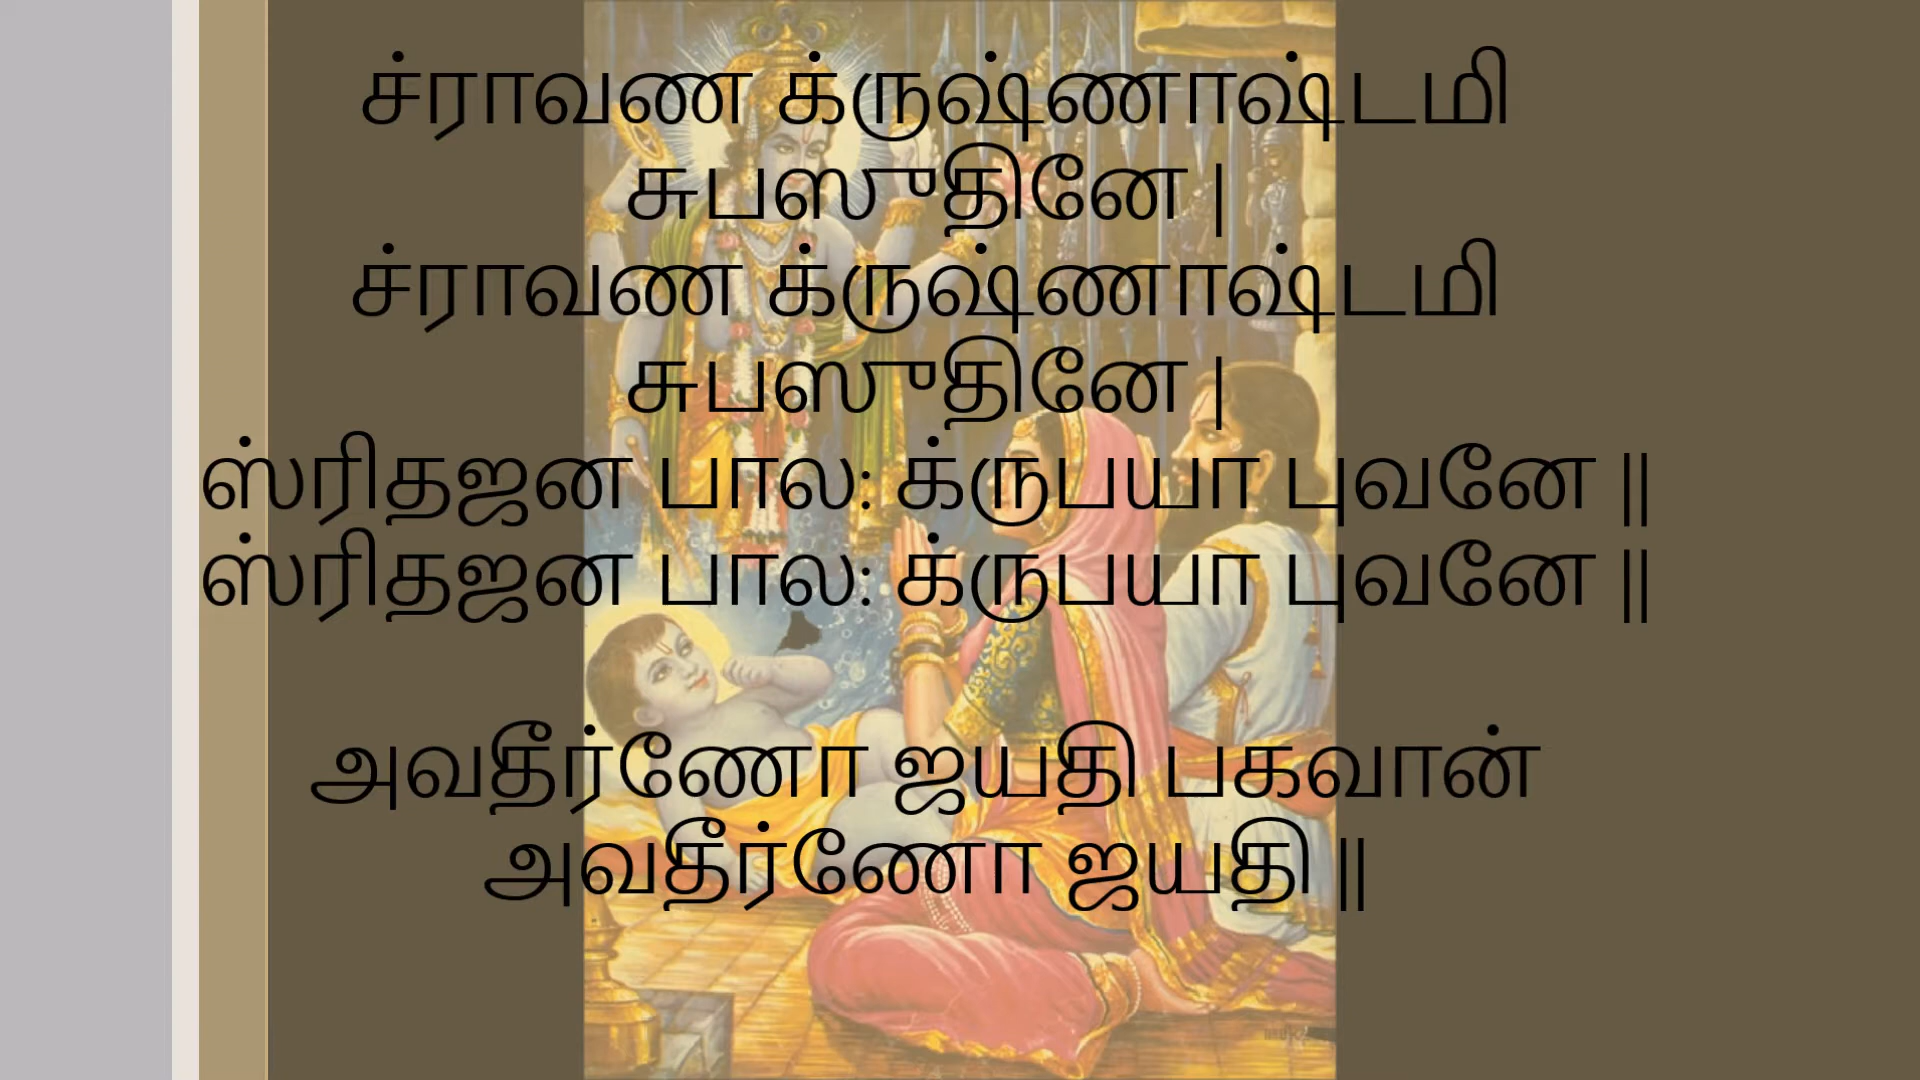 ச்ராவண க்ருஷ்ணாஷ்டமி
சுபஸுதினே |
ச்ராவண க்ருஷ்ணாஷ்டமி
சுபஸுதினே |
ஸ்ரிதஜன பால: க்ருபயா புவனே ||
ஸ்ரிதஜன பால: க்ருபயா புவனே ||
அவதீர்ணோ ஜயதி பகவான்
அவதீர்ணோ ஜயதி ||